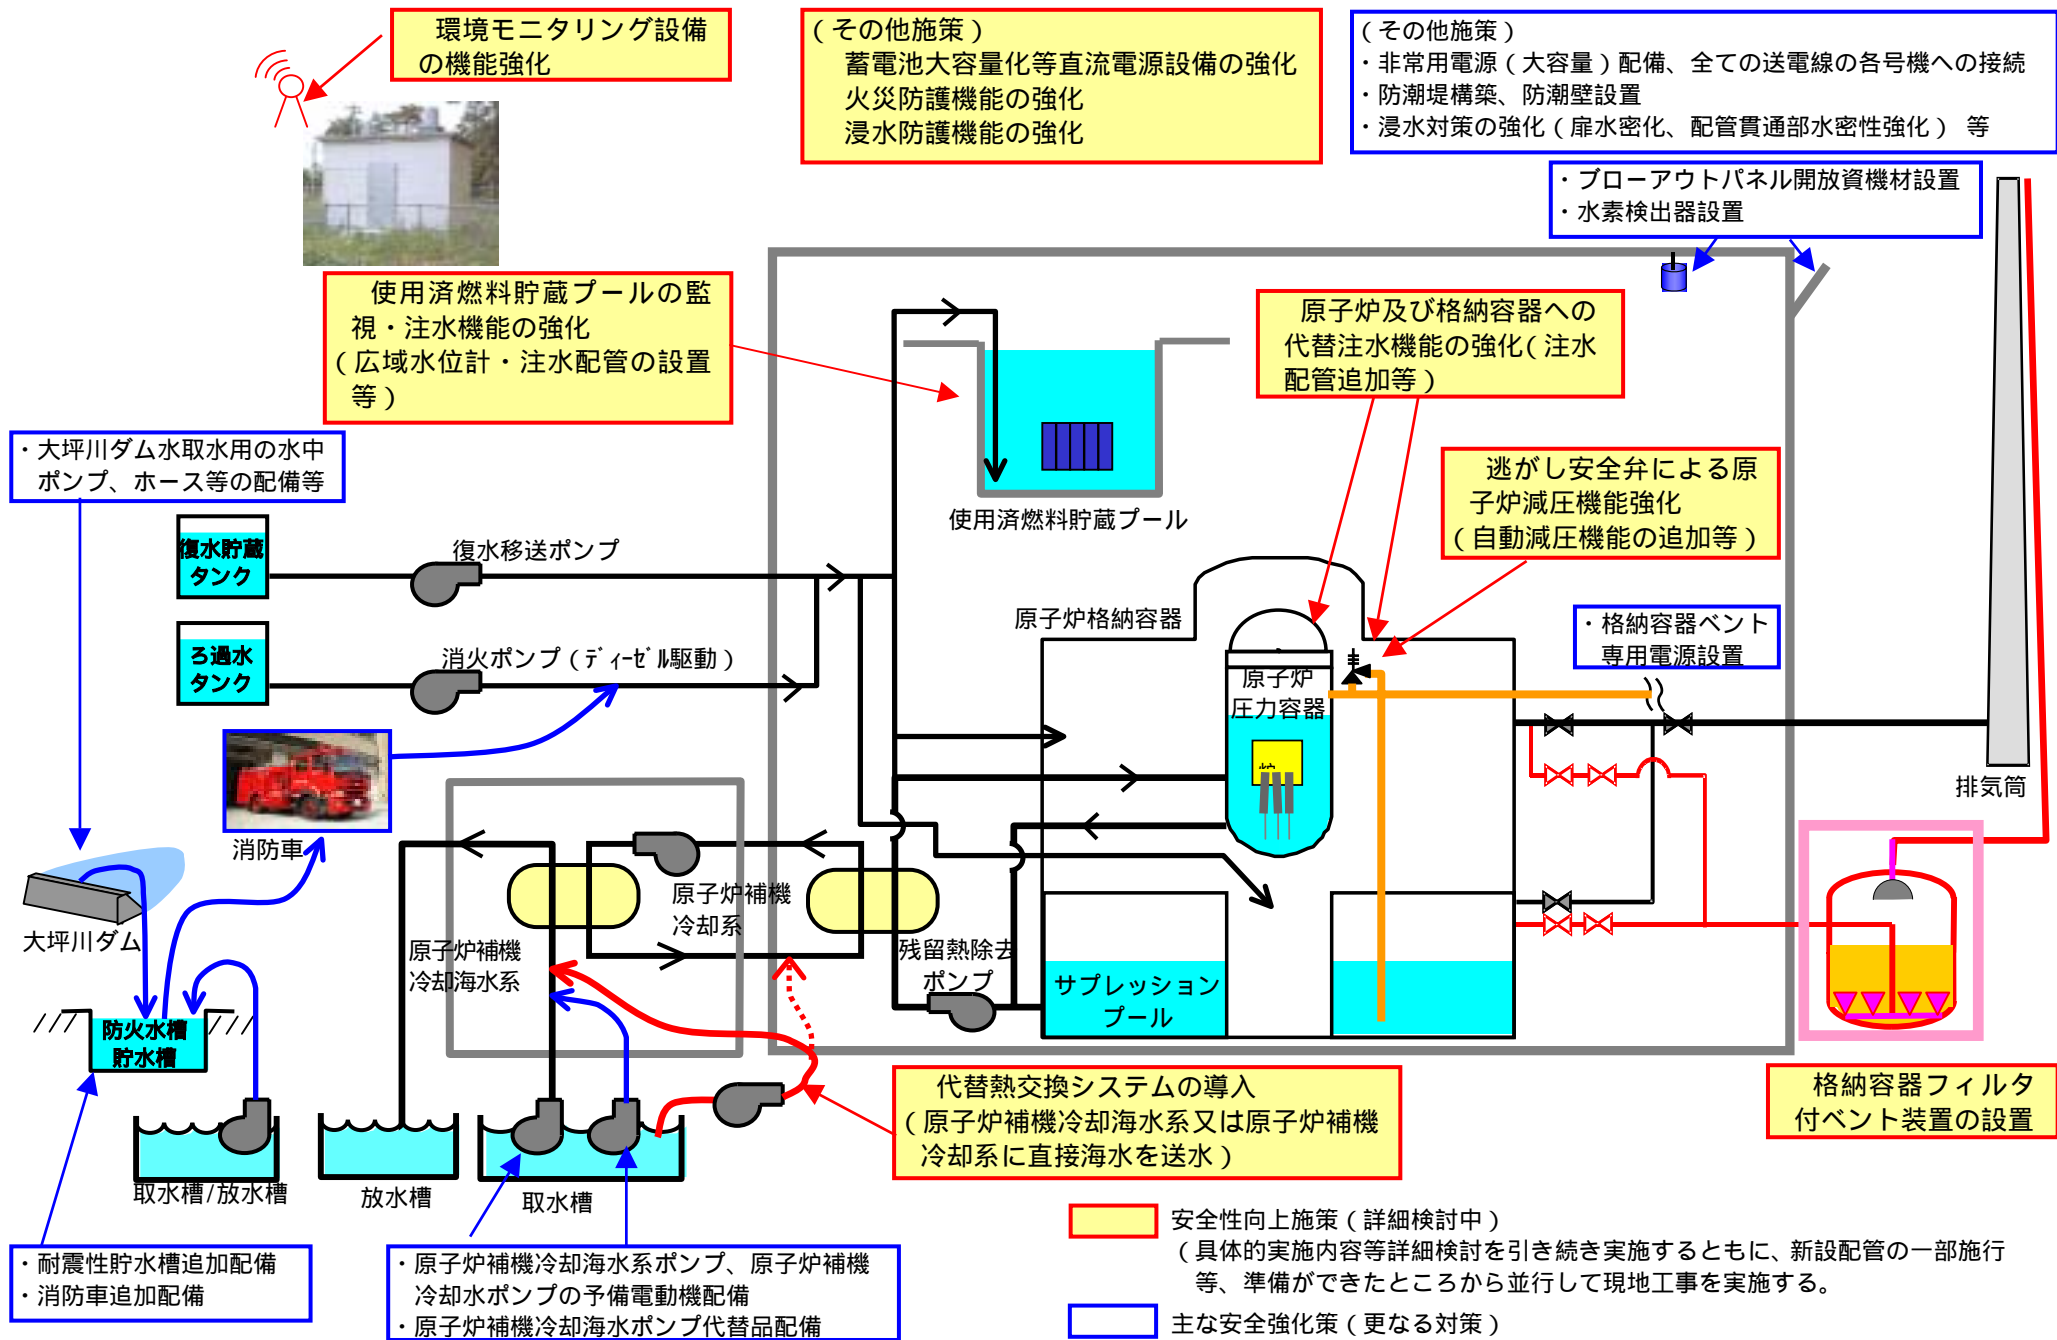 環境モニタリング設備
の機能強化
(その他施策)
蓄電池大容量化等直流電源設備の強化
火災防護機能の強化
浸水防護機能の強化
(その他施策)
・非常用電源(大容量)配備、全ての送電線の各号機への接続
・防潮堤構築、防潮壁設置
・浸水対策の強化(扉水密化、配管貫通部水密性強化) 等
・ブローアウトパネル開放資機材設置
・水素検出器設置
使用済燃料貯蔵プールの監
視・注水機能の強化
(広域水位計・注水配管の設置
等)
原子炉及び格納容器への
代替注水機能の強化(注水
配管追加等)
・大坪川ダム水取水用の水中
ポンプ、ホース等の配備等
逃がし安全弁による原
子炉減圧機能強化
(自動減圧機能の追加等)
使用済燃料貯蔵プール
復水貯蔵
タンク
復水移送ポンプ
原子炉格納容器
・格納容器ベント
専用電源設置
ろ過水
タンク
消火ポンプ(ディーゼル駆動)
原子炉
圧力容器
炉心
排気筒
消防車
大坪川ダム
原子炉補機
冷却系
原子炉補機
冷却海水系
残留熱除去
ポンプ
サプレッション
プール
防火水槽
貯水槽
代替熱交換システムの導入
(原子炉補機冷却海水系又は原子炉補機
冷却系に直接海水を送水)
格納容器フィルタ
付ベント装置の設置
取水槽/放水槽
放水槽
取水槽
・耐震性貯水槽追加配備
・消防車追加配備
・原子炉補機冷却海水系ポンプ、原子炉補機
冷却水ポンプの予備電動機配備
・原子炉補機冷却海水ポンプ代替品配備
安全性向上施策(詳細検討中)
(具体的実施内容等詳細検討を引き続き実施するともに、新設配管の一部施行
等、準備ができたところから並行して現地工事を実施する。
主な安全強化策(更なる対策)